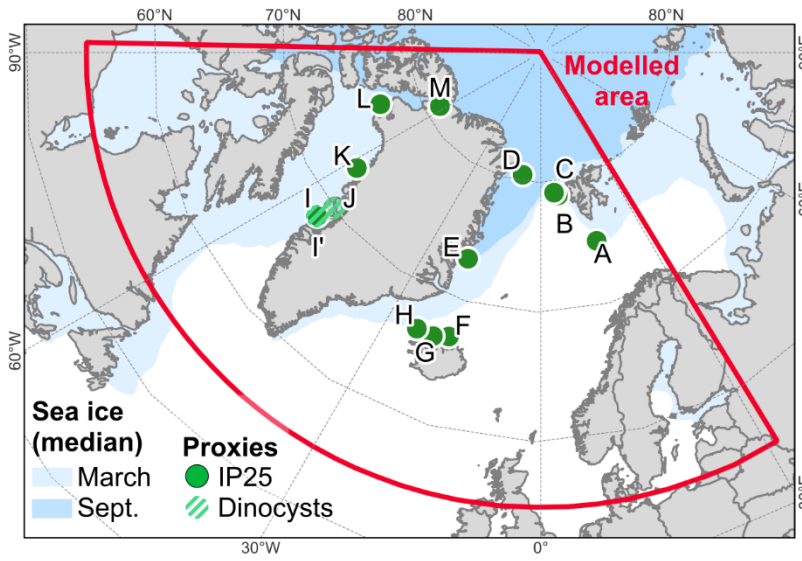 60°N
70°N
80°N
80°N
90°W
Modelled
area
L
M
K
D
C
I
J
B
I'
A
E
H
F
G
60°W
Sea ice
(median)
March
Sept.
Proxies
IP25
Dinocysts
30°W
0°